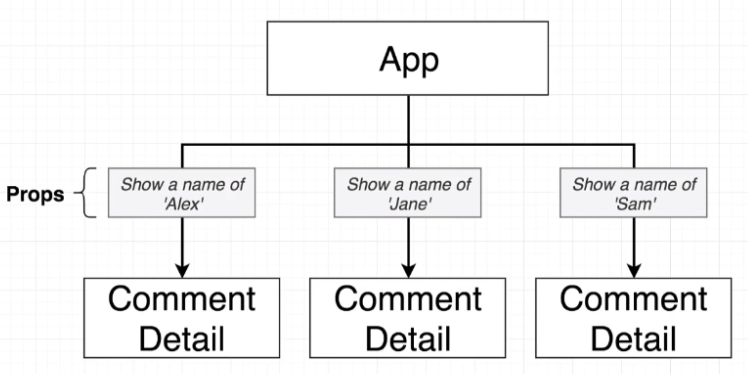 App
Props
Show a name of
'Alex'
Show a name of
'Jane'
Show a name of
'Sam'
Comment
Detail
Comment
Detail
Comment
Detail